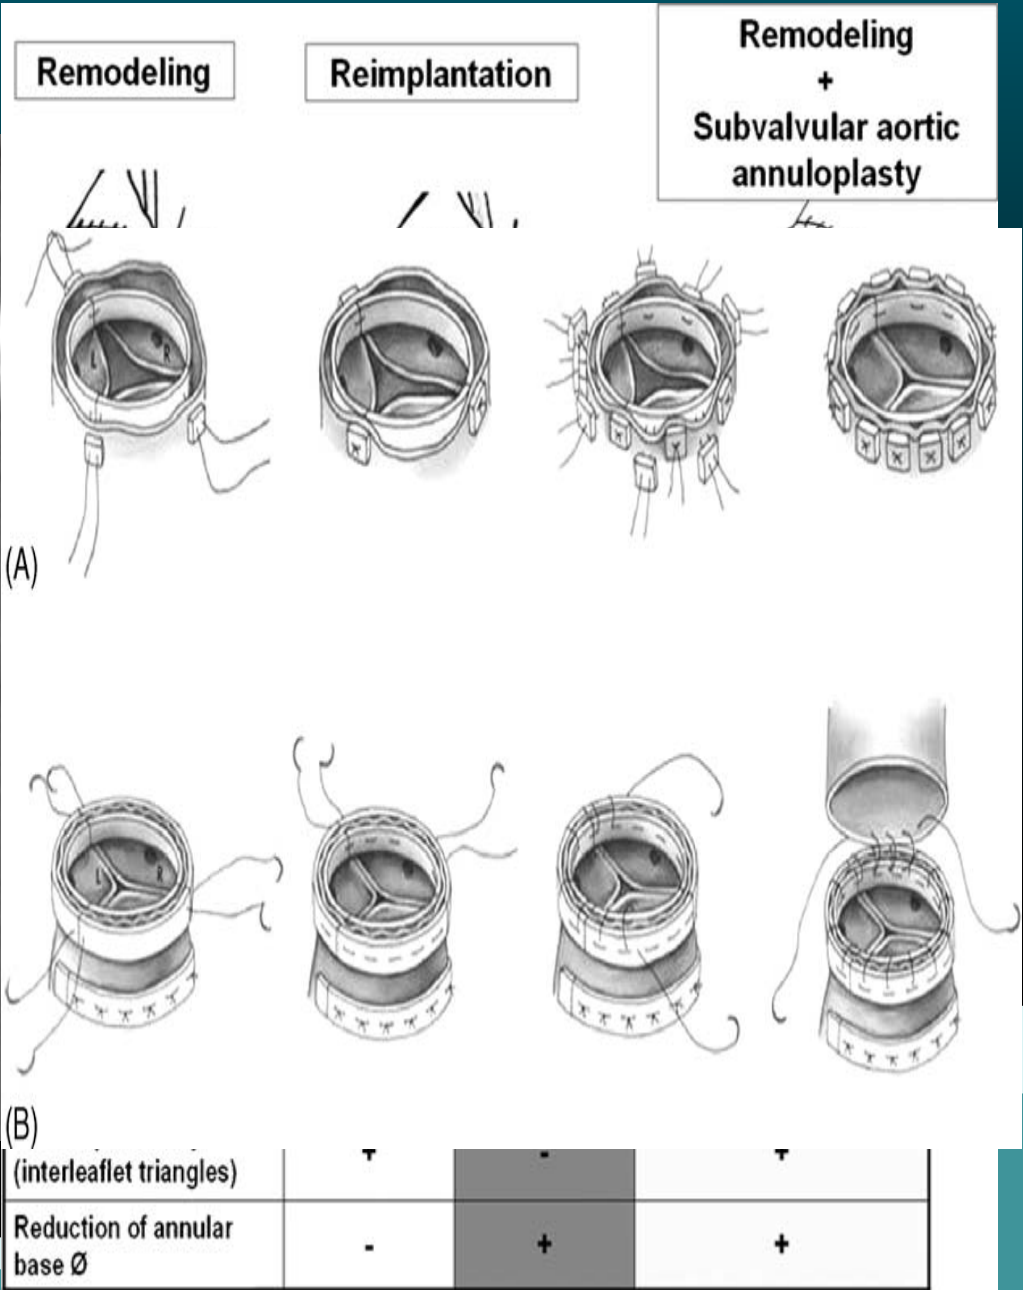 Remodeling
Reimplantation
Remodeling
+
Subvalvular aortic
annuloplasty
L
R
(A)
L
R
(B)
(interleaflet triangles)
+
-
+
Reduction of annular
base Ø
-
+
+